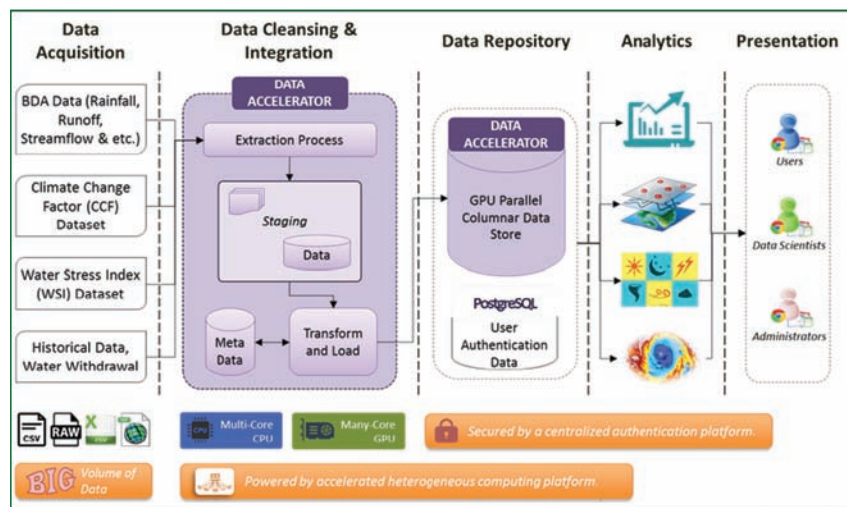 Data
Acquisition
Data Cleansing &
Integration
Data Repository
Analytics
Presentation
BDA Data (Rainfall,
Runoff,
Streamflow & etc.)
Climate Change
Factor (CCF)
Dataset
Water Stress Index
(WSI) Dataset
Historical Data,
Water Withdrawal
DATA
ACCELERATOR
Extraction Process
Staging
Data
Meta
Data
Transform
and Load
DATA
ACCELERATOR
GPU Parallel
Columnar Data
Store
PostgreSQL
User
Authentication
Data
Users
Data Scientists
Administrators
CSV
RAW
X
CPU
Multi-Core
CPU
Many-Core
GPU
Secured by a centralized authentication platform.
BIG
Volume of
Data
Powered by accelerated heterogeneous computing platform.